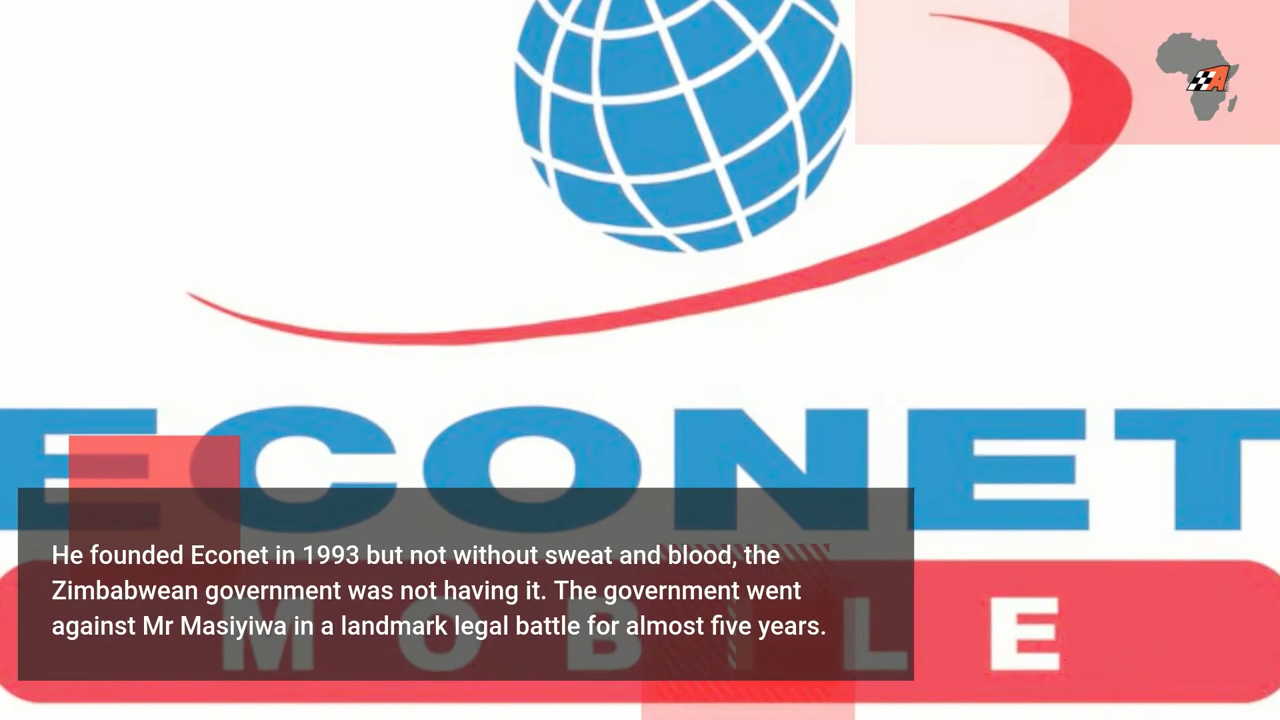 ECONET
MOBILE
He founded Econet in 1993 but not without sweat and blood, the
Zimbabwean government was not having it. The government went
against Mr Masiyiwa in a landmark legal battle for almost five years.